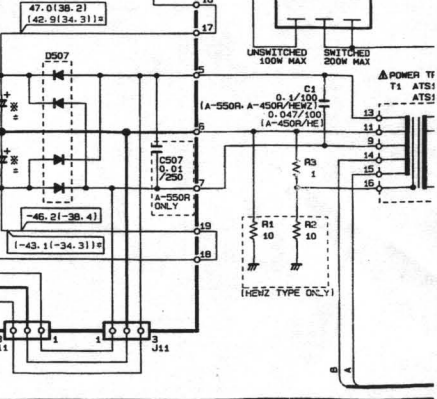 47.0(38.2)
(42.9(34.3))=
17
D507
UNSWITCHED
100W MAX
SWITCHED
200W MAX
5
C1
0.1/100
(A-550R, A-450R/HEWZ)
0.047/100
(A-450R/HE)
POWER TR
T1 ATS1
ATS1
+
※
=
6
13
11
9
14
15
16
+
※
=
C507
0.01
/250
7
A-550R
ONLY
R3
1
-46.2(-38.4)
(-43.1(-34.3))=
19
18
R1
10
R2
10
(HEWZ TYPE ONLY)
1
1
3
J11
J11
B
A